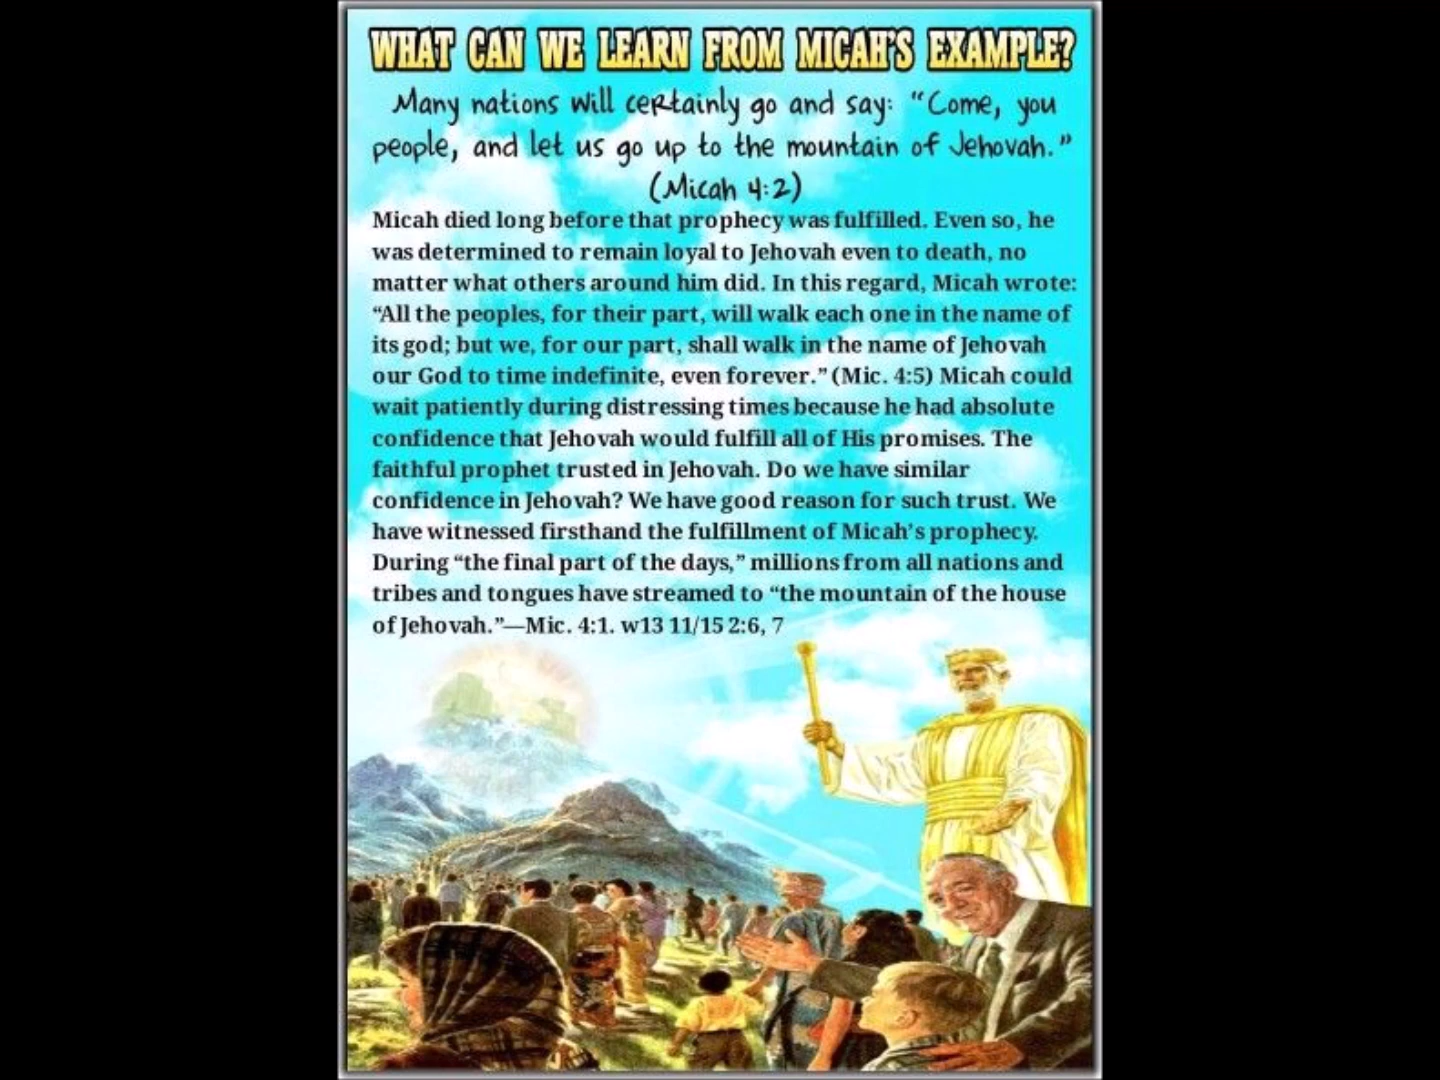 WHAT CAN WE LEARN FROM MICAH'S EXAMPLE?
Many nations will certainly go and say: “Come, you
people, and let us go up to the mountain of Jehovah.”
(Micah 4:2)
Micah died long before that prophecy was fulfilled. Even so, he
was determined to remain loyal to Jehovah even to death, no
matter what others around him did. In this regard, Micah wrote:
“All the peoples, for their part, will walk each one in the name of
its god; but we, for our part, shall walk in the name of Jehovah
our God to time indefinite, even forever.” (Mic. 4:5) Micah could
wait patiently during distressing times because he had absolute
confidence that Jehovah would fulfill all of His promises. The
faithful prophet trusted in Jehovah. Do we have similar
confidence in Jehovah? We have good reason for such trust. We
have witnessed firsthand the fulfillment of Micah’s prophecy.
During “the final part of the days,” millions from all nations and
tribes and tongues have streamed to “the mountain of the house
of Jehovah.”—Mic. 4:1. w13 11/15 2:6, 7